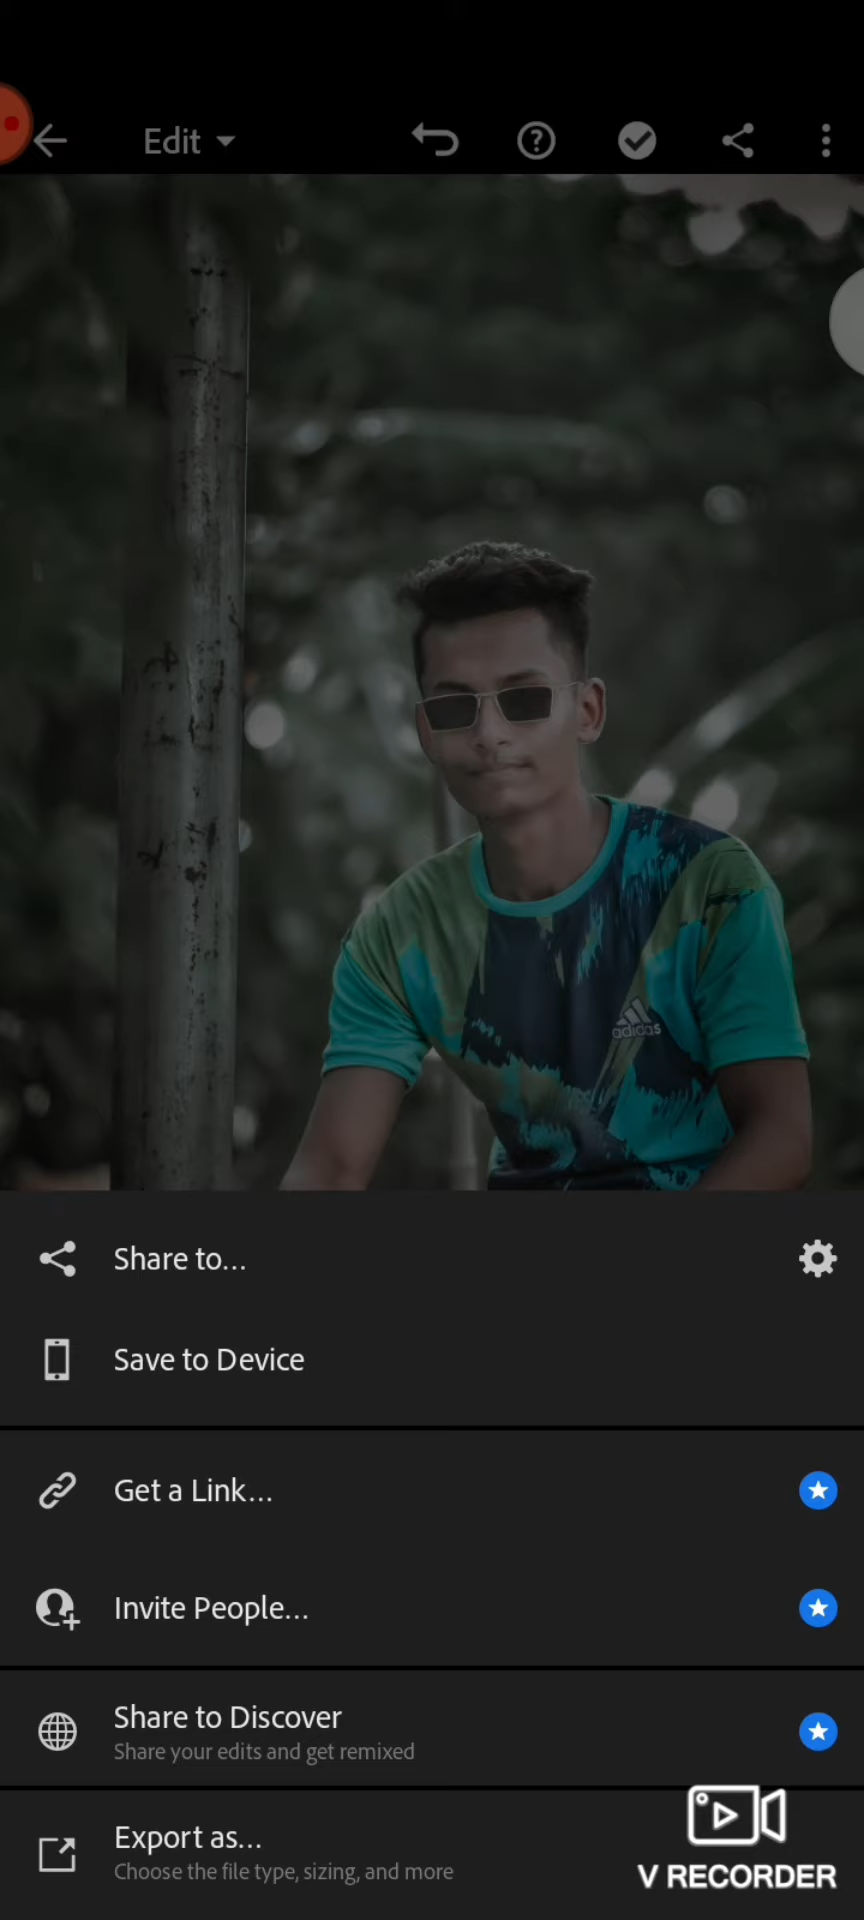 Edit
adidas
Share to...
Save to Device
Get a Link...
Invite People...
Share to Discover
Share your edits and get remixed
Export as...
Choose the file type, sizing, and more
V RECORDER